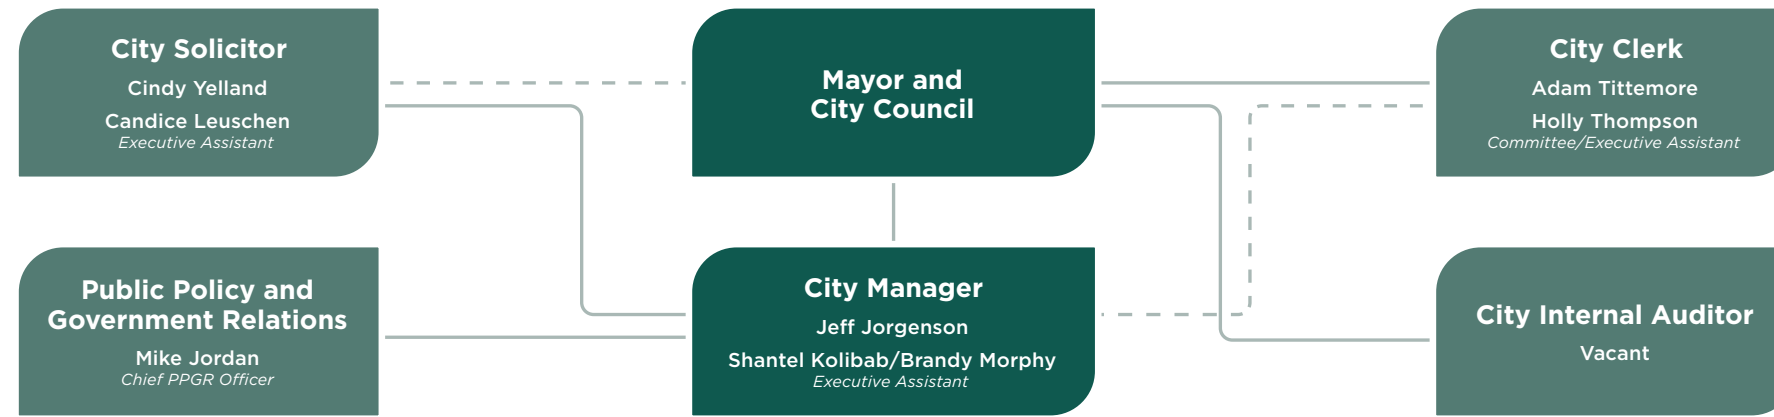 City Solicitor
Cindy Yelland
Candice Leuschen
Executive Assistant
Mayor and
City Council
City Clerk
Adam Tittemore
Holly Thompson
Committee/Executive Assistant
Public Policy and
Government Relations
Mike Jordan
Chief PPGR Officer
City Manager
Jeff Jorgenson
Shantel Kolibab/Brandy Morphy
Executive Assistant
City Internal Auditor
Vacant